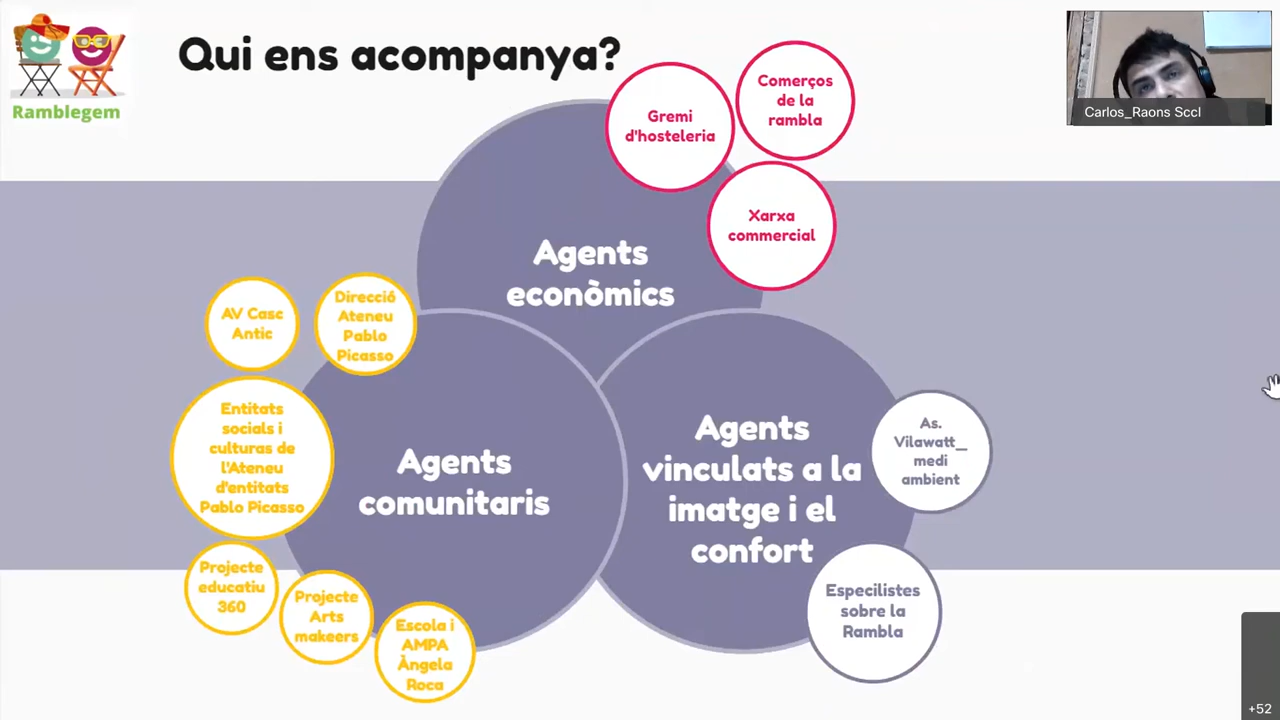 Ramblegem
Qui ens acompanya?
Gremi
d'hosteleria
Comerços
de la
rambla
Xarxa
commercial
Carlos_Raons Sccl
Agents
econòmics
AV Casc
Antic
Direcció
Ateneu
Pablo
Picasso
Entitats
socials i
culturas de
l'Ateneu
d'entitats
Pablo Picasso
Projecte
educatiu
360
Projecte
Arts
makeers
Escola i
AMPA
Àngela
Roca
Agents
comunitaris
Agents
vinculats a la
imatge i el
confort
As.
Vilawatt_
medi
ambient
Especilistes
sobre la
Rambla
+52